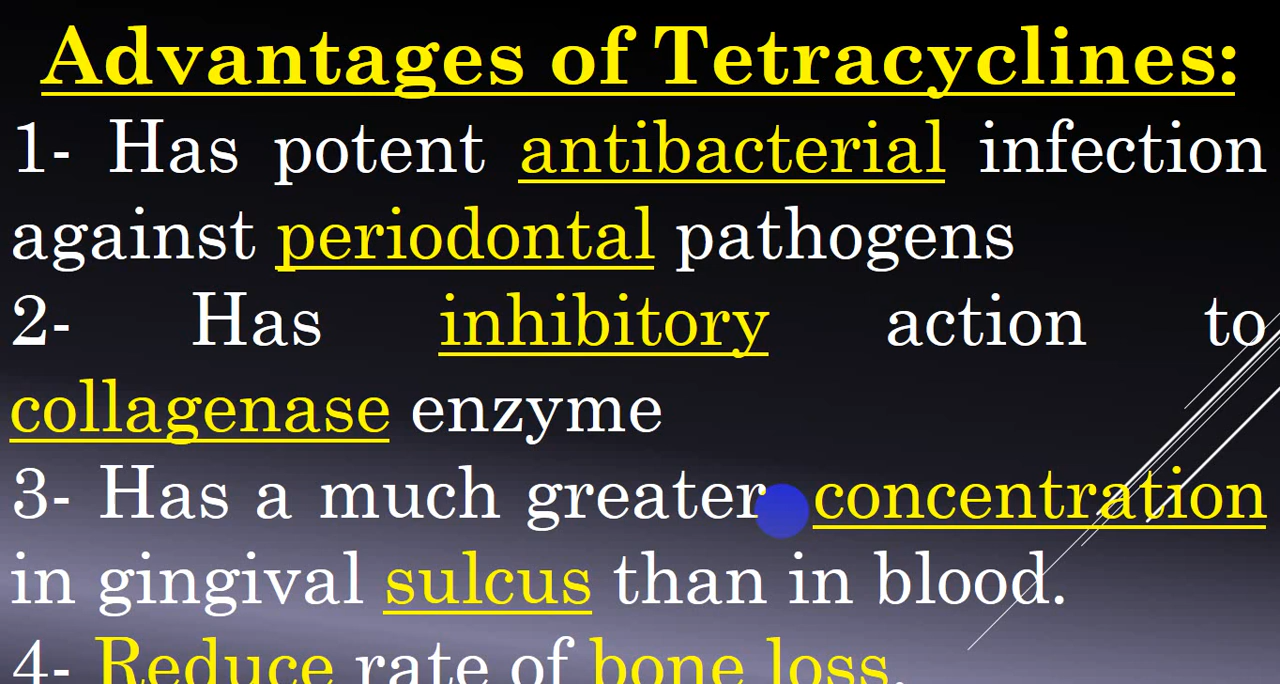 Advantages of Tetracyclines:
1- Has potent antibacterial infection
against periodontal pathogens
2- Has inhibitory action to
collagenase enzyme
3- Has a much greater concentration
in gingival sulcus than in blood.
4- Reduce rate of bone loss.